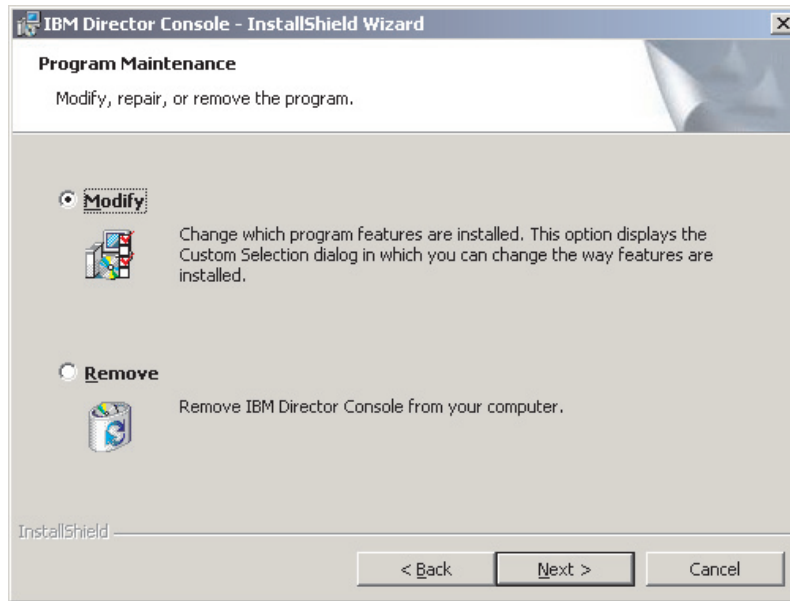 IBM Director Console - InstallShield Wizard
Program Maintenance
Modify, repair, or remove the program.
Modify
Change which program features are installed. This option displays the
Custom Selection dialog in which you can change the way features are
installed.
Remove
Remove IBM Director Console from your computer.
InstallShield
< Back
Next >
Cancel